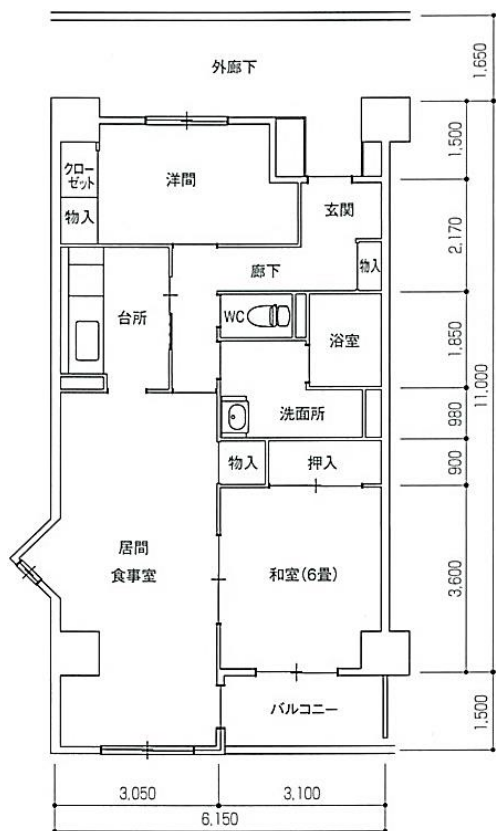 外廊下
1,650
クロー
ゼット
洋間
1,500
物入
玄関
2,170
廊下
物入
台所
WC
浴室
1,850
11,000
洗面所
980
物入
押入
900
居間
食事室
和室(6畳)
3,600
バルコニー
1,500
3,050
3,100
6,150